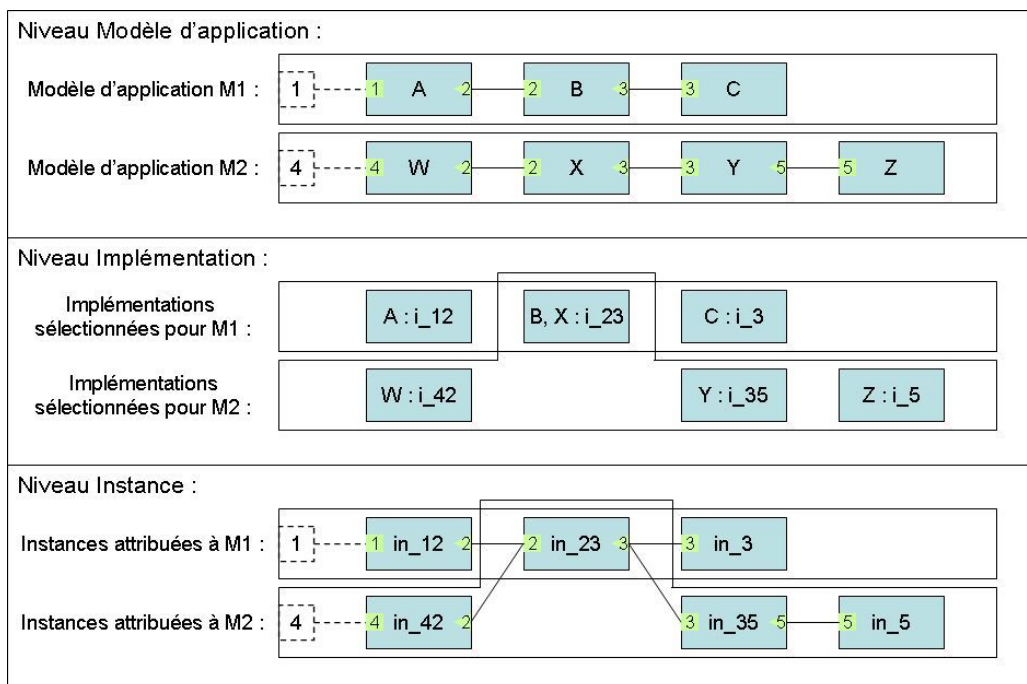 Niveau Modèle d'application :
Modèle d'application M1 : 1 1 A 2 2 B 3 3 C
Modèle d'application M2 : 4 4 W 2 2 X 3 3 Y 5 5 Z
Niveau Implémentation :
Implémentations
sélectionnées pour M1 :
A : i_12 B, X : i_23 C : i_3
Implémentations
sélectionnées pour M2 :
W : i_42 Y : i_35 Z : i_5
Niveau Instance :
Instances attribuées à M1 : 1 1 in_12 2 2 in_23 3 3 in_3
Instances attribuées à M2 : 4 4 in_42 2 3 in_35 5 5 in_5